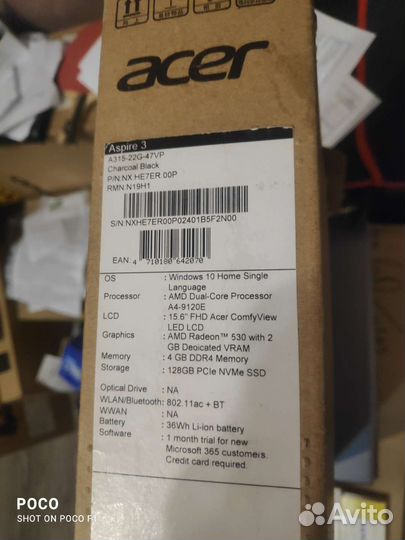 acer
Aspire 3
A315-22G-47VP
Charcoal Black
P/N:NX.HE7ER.00P
RMN:N19H1
S/N:NXHE7ER00P02401B5F2N00
EAN: 4 710180 642070
OS : Windows 10 Home Single
Language
Processor : AMD Dual-Core Processor
A4-9120E
LCD : 15.6" FHD Acer ComfyView
LED LCD
Graphics : AMD Radeon™ 530 with 2
GB Dedicated VRAM
Memory : 4 GB DDR4 Memory
Storage : 128GB PCIe NVMe SSD
Optical Drive : NA
WLAN/Bluetooth: 802.11ac + BT
WWAN : NA
Battery : 36Wh Li-ion battery
Software : 1 month trial for new
Microsoft 365 customers.
Credit card required.
POCO
SHOT ON POCO F1
Avito